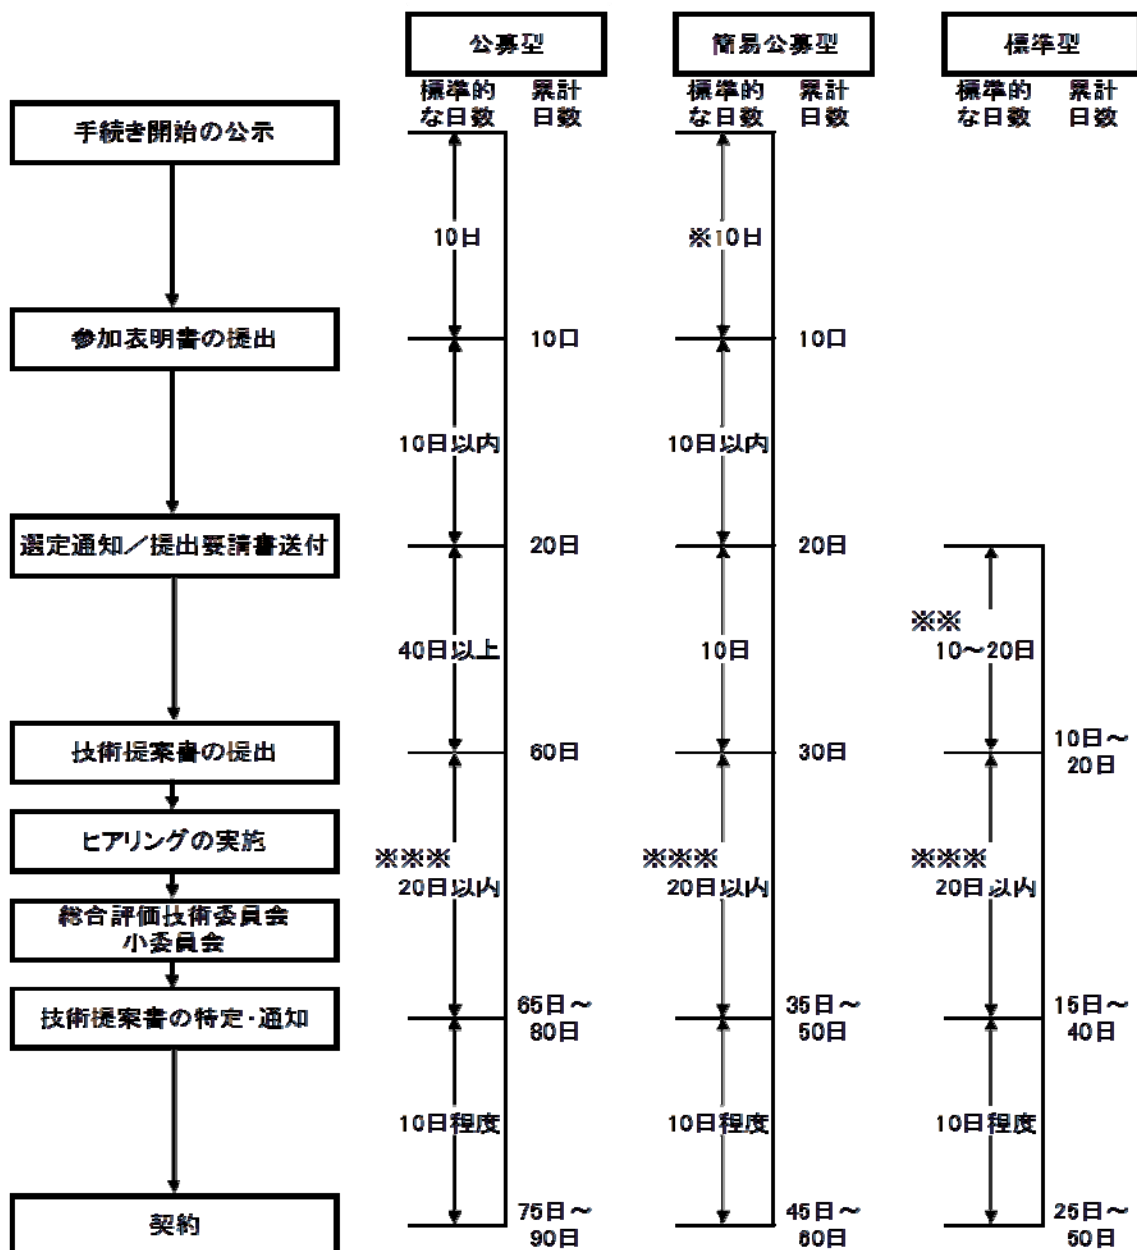 公募型
簡易公募型
標準型
標準的
な日数
累計
日数
標準的
な日数
累計
日数
標準的
な日数
累計
日数
手続き開始の公示
10日
※10日
参加表明書の提出
10日
10日
10日以内
10日以内
選定通知／提出要請書送付
20日
20日
40日以上
10日
※※
10～20日
技術提案書の提出
60日
30日
10日～
20日
ヒアリングの実施
※※※
20日以内
※※※
20日以内
※※※
20日以内
総合評価技術委員会
小委員会
技術提案書の特定・通知
65日～
80日
35日～
50日
15日～
40日
10日程度
10日程度
10日程度
契約
75日～
90日
45日～
60日
25日～
50日